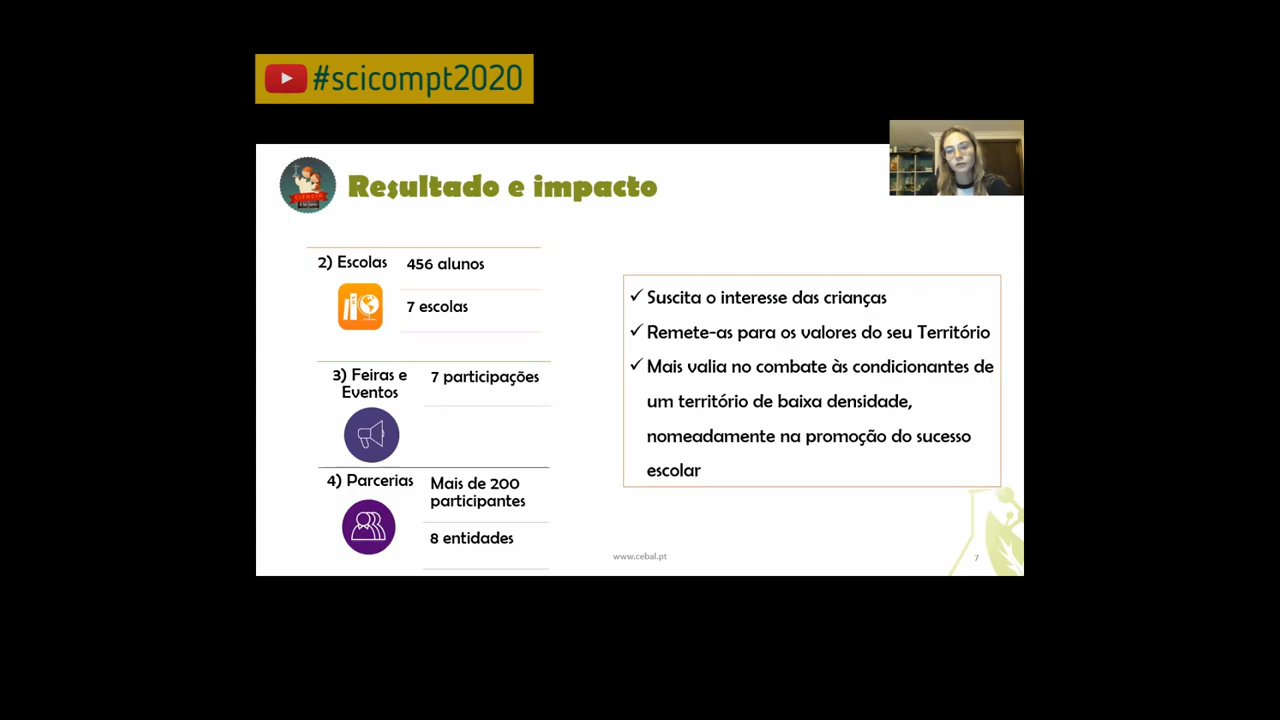 #scicompt2020
Resultado e impacto
CIÊNCIA
2) Escolas
456 alunos
7 escolas
3) Feiras e
Eventos
7 participações
4) Parcerias
Mais de 200
participantes
8 entidades
✓ Suscita o interesse das crianças
✓ Remete-as para os valores do seu Território
✓ Mais valia no combate às condicionantes de
um território de baixa densidade,
nomeadamente na promoção do sucesso
escolar
www.cebal.pt
7